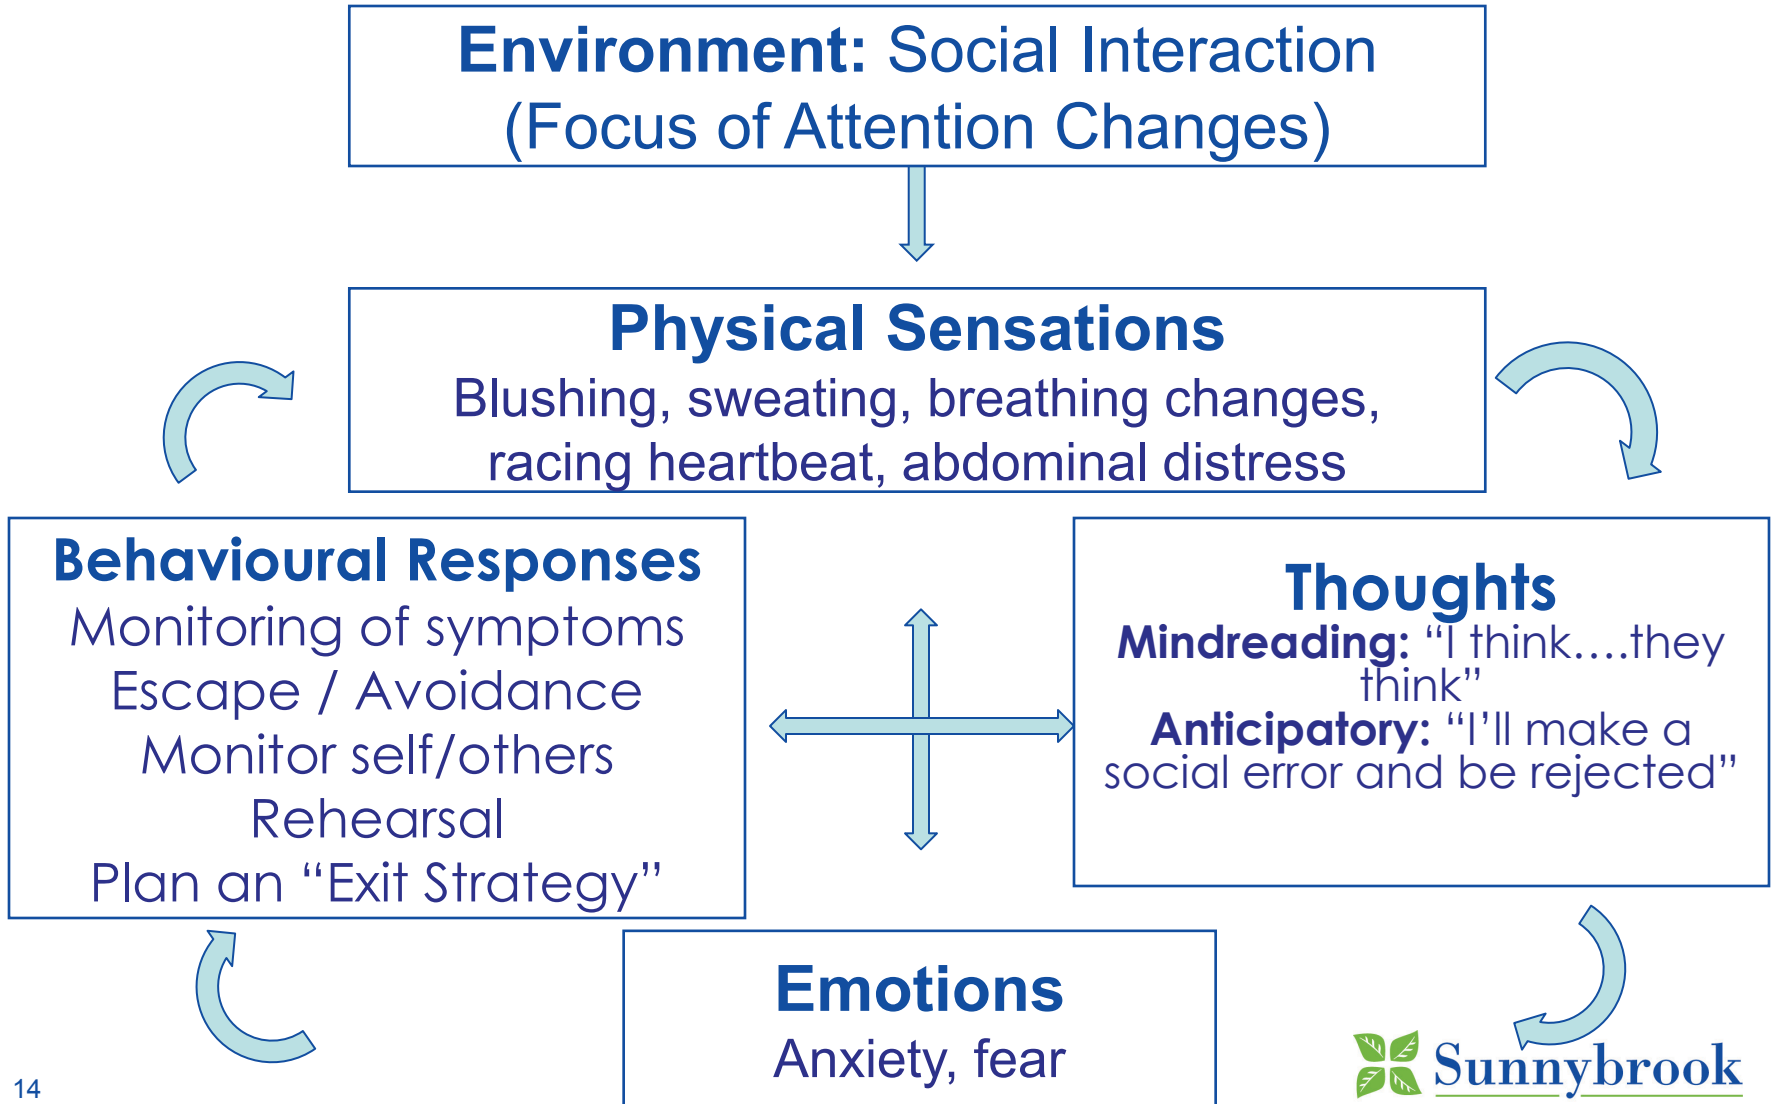 Environment: Social Interaction
(Focus of Attention Changes)
Physical Sensations
Blushing, sweating, breathing changes,
racing heartbeat, abdominal distress
Behavioural Responses
Monitoring of symptoms
Escape / Avoidance
Monitor self/others
Rehearsal
Plan an “Exit Strategy”
Thoughts
Mindreading: “I think….they
think”
Anticipatory: “I’ll make a
social error and be rejected”
Emotions
Anxiety, fear
14
Sunnybrook